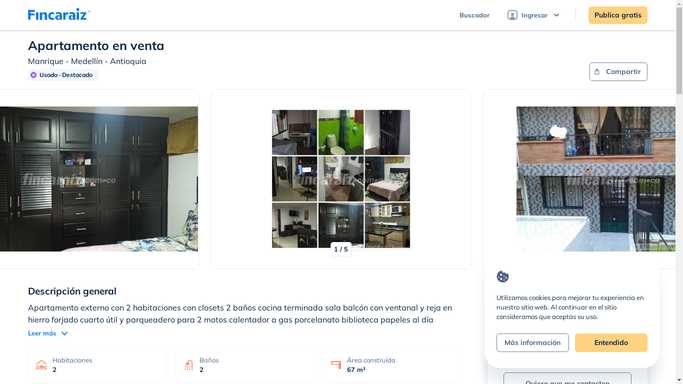 Fincaraiz
Buscador
Ingresar
Publica gratis
Apartamento en venta
Manrique - Medellín - Antioquia
Usado - Destacado
Compartir
1 / 5
Descripción general
Apartamento externo con 2 habitaciones con closets 2 baños cocina terminada sala balcón con ventanal y reja en
hierro forjado cuarto útil y parqueadero para 2 motos calentador a gas porcelanato biblioteca papeles al día
Leer más
Habitaciones
2
Baños
2
Área construída
67 m²
Utilizamos cookies para mejorar tu experiencia en
nuestro sitio web. Al continuar en el sitio
consideramos que aceptas su uso.
Más información
Entendido
Quiero que me contacten